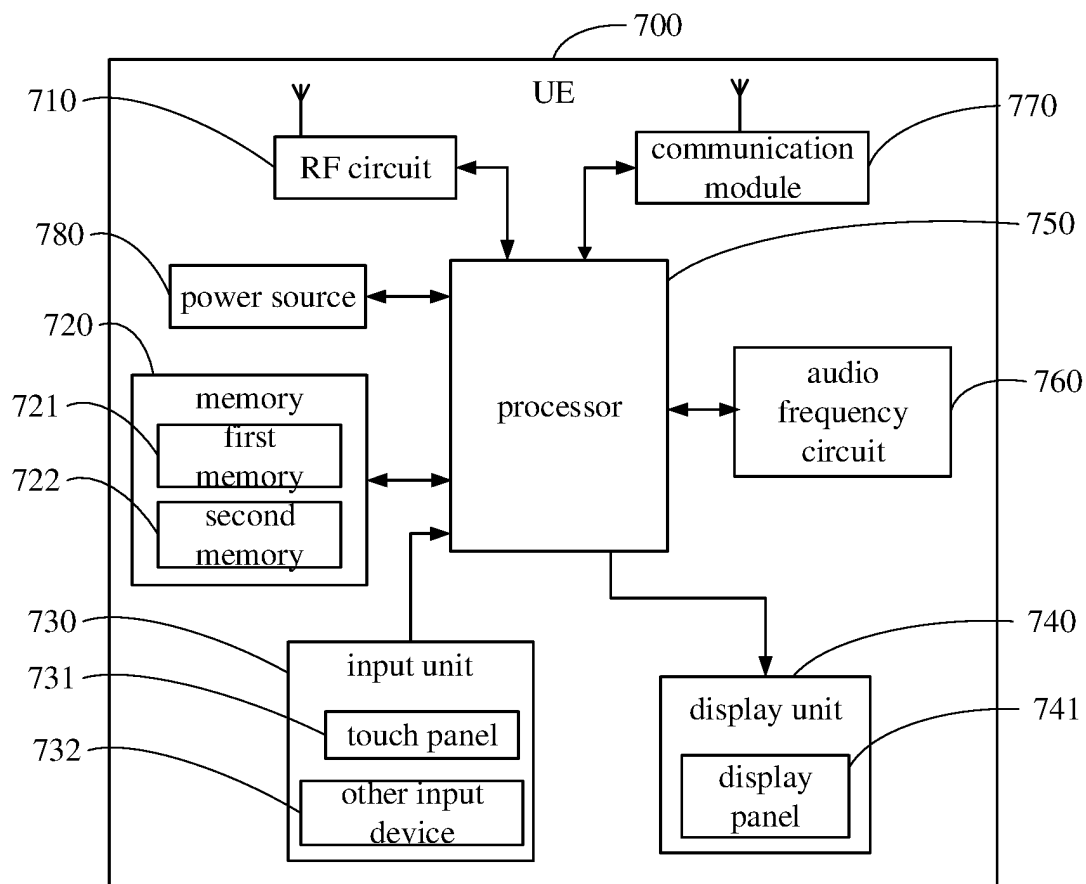 700
UE
710
RF circuit
communication
module
770
780
power source
750
720
memory
721
first
memory
722
second
memory
processor
audio
frequency
circuit
760
730
input unit
731
touch panel
732
other input
device
740
display unit
741
display
panel